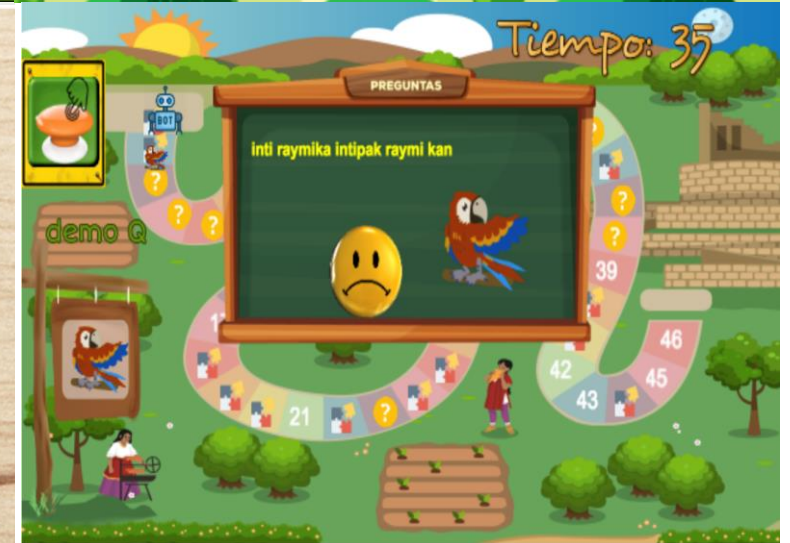 Tiempo: 35
PREGUNTAS
BOT
inti raymika intipak raymi kan
?
?
?
?
?
?
demo Q
39
46
42
45
43
21
?